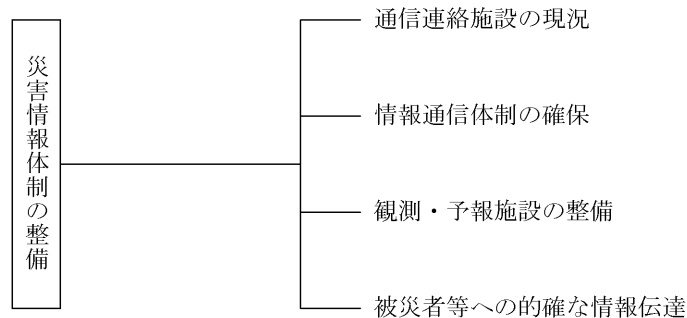 災害情報体制の整備
通信連絡施設の現況
情報通信体制の確保
観測・予報施設の整備
被災者等への的確な情報伝達